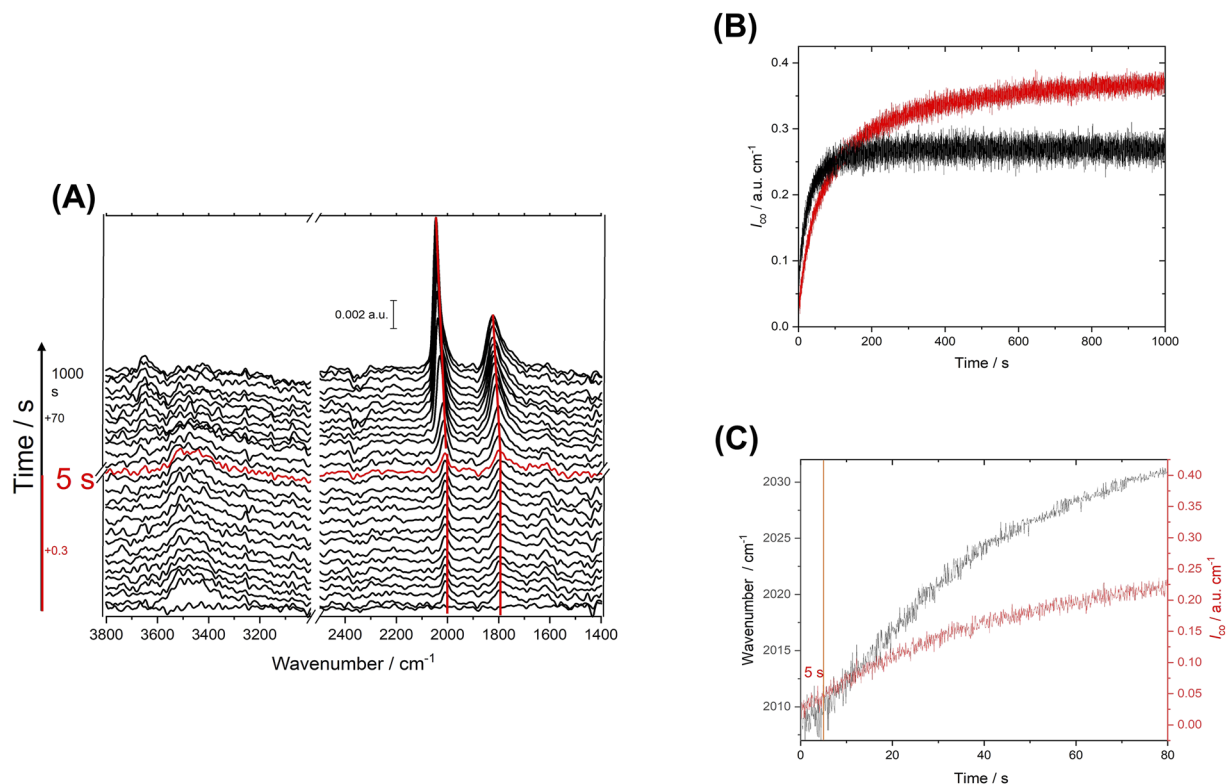 (A)
0.002 a.u.
Time / s
1000
s
+70
5 s
+0.3
3800 3600 3400 3200 2400 2200 2000 1800 1600 1400
Wavenumber / cm-1
(B)
0.4
0.3
0.2
0.1
0.0
ICO / a.u. cm-1
0 200 400 600 800 1000
Time / s
(C)
2030
2025
2020
2015
2010
Wavenumber / cm-1
5 s
0.40
0.35
0.30
0.25
0.20
0.15
0.10
0.05
0.00
ICO / a.u. cm-1
0 20 40 60 80
Time / s